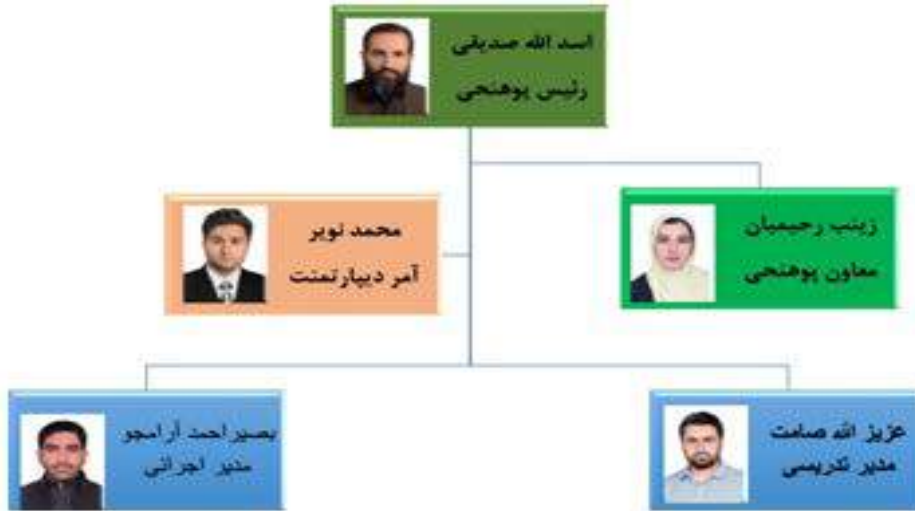 اسد الله صدیقی
رئیس پوهنحی
محمد نویر
آمر دیپارتمنت
زینب رحیمیان
معاون پوهنحی
بصیر احمد آرامجو
مدیر اجرائی
عزیز الله صامت
مدیر تدریسی